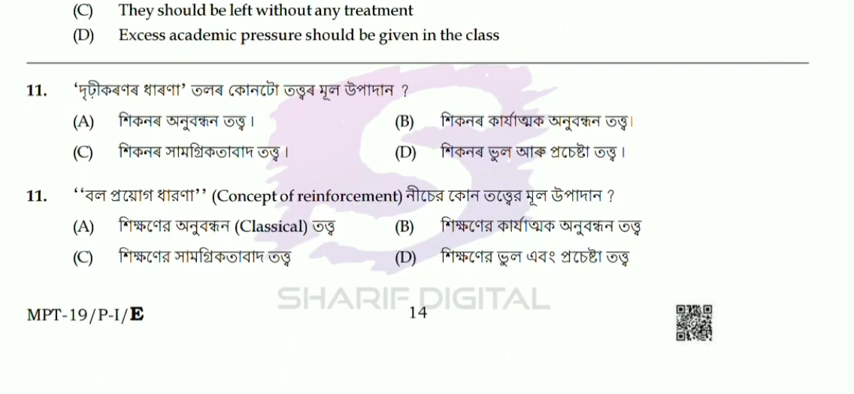 (C) They should be left without any treatment
(D) Excess academic pressure should be given in the class
11. ‘দৃঢ়ীকৰণৰ ধাৰণা’ তলৰ কোনটো তত্ত্বৰ মূল উপাদান ?
(A) শিকনৰ অনুবন্ধন তত্ত্ব। (B) শিকনৰ কাৰ্যাত্মক অনুবন্ধন তত্ত্ব।
(C) শিকনৰ সামগ্ৰিকতাবাদ তত্ত্ব। (D) শিকনৰ ভুল আৰু প্ৰচেষ্টা তত্ত্ব।
11. ‘‘বল প্রয়োগ ধারণা’’ (Concept of reinforcement) নীচের কোন তত্ত্বের মূল উপাদান ?
(A) শিক্ষণের অনুবন্ধন (Classical) তত্ত্ব (B) শিক্ষণের কার্যাত্মক অনুবন্ধন তত্ত্ব
(C) শিক্ষণের সামগ্রিকতাবাদ তত্ত্ব (D) শিক্ষণের ভুল এবং প্রচেষ্টা তত্ত্ব
SHARIF DIGITAL
MPT-19/P-I/E 14